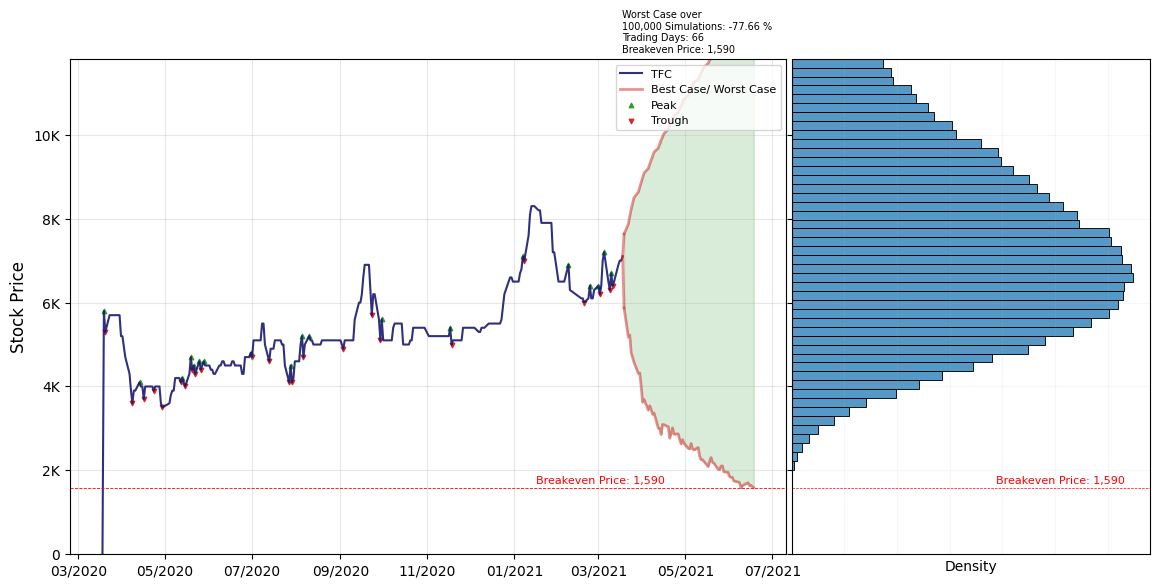 Worst Case over
100,000 Simulations: -77.66 %
Trading Days: 66
Breakeven Price: 1,590
TFC
Best Case/ Worst Case
Peak
Trough
Stock Price
10K
8K
6K
4K
2K
0
Breakeven Price: 1,590
Breakeven Price: 1,590
03/2020
05/2020
07/2020
09/2020
11/2020
01/2021
03/2021
05/2021
07/2021
Density